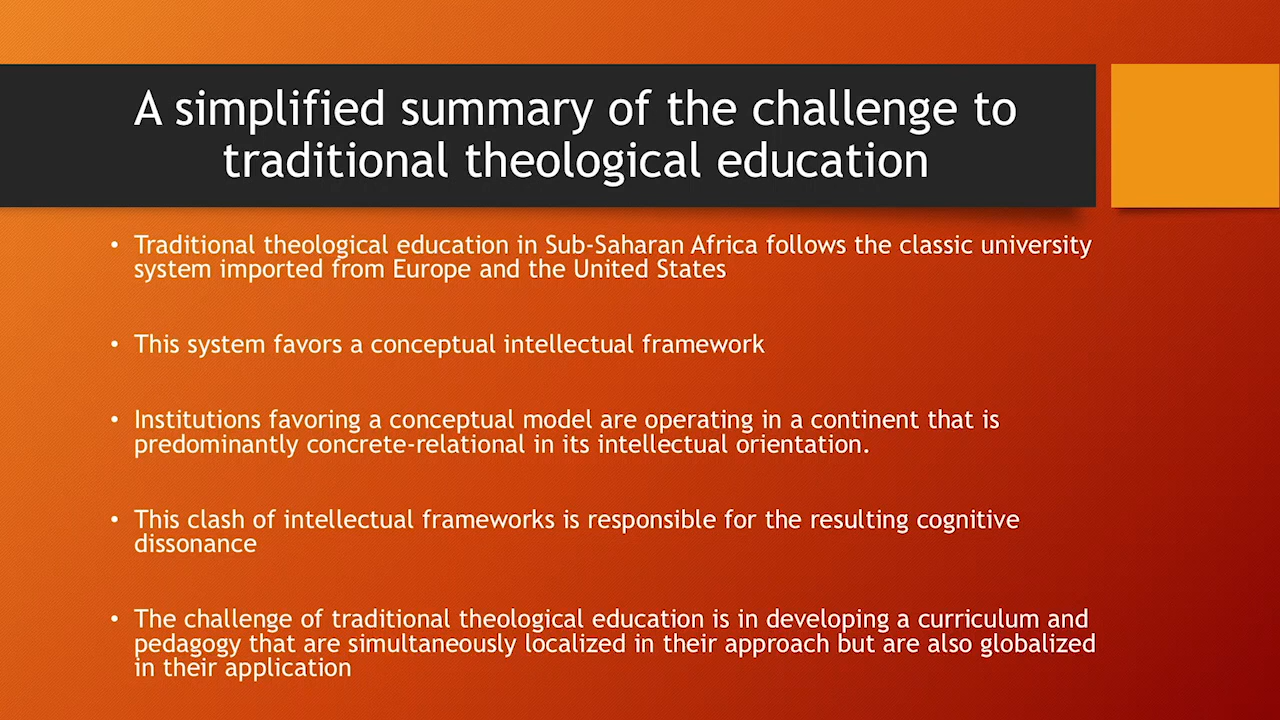 A simplified summary of the challenge to
traditional theological education
• Traditional theological education in Sub-Saharan Africa follows the classic university
system imported from Europe and the United States
• This system favors a conceptual intellectual framework
• Institutions favoring a conceptual model are operating in a continent that is
predominantly concrete-relational in its intellectual orientation.
• This clash of intellectual frameworks is responsible for the resulting cognitive
dissonance
• The challenge of traditional theological education is in developing a curriculum and
pedagogy that are simultaneously localized in their approach but are also globalized
in their application